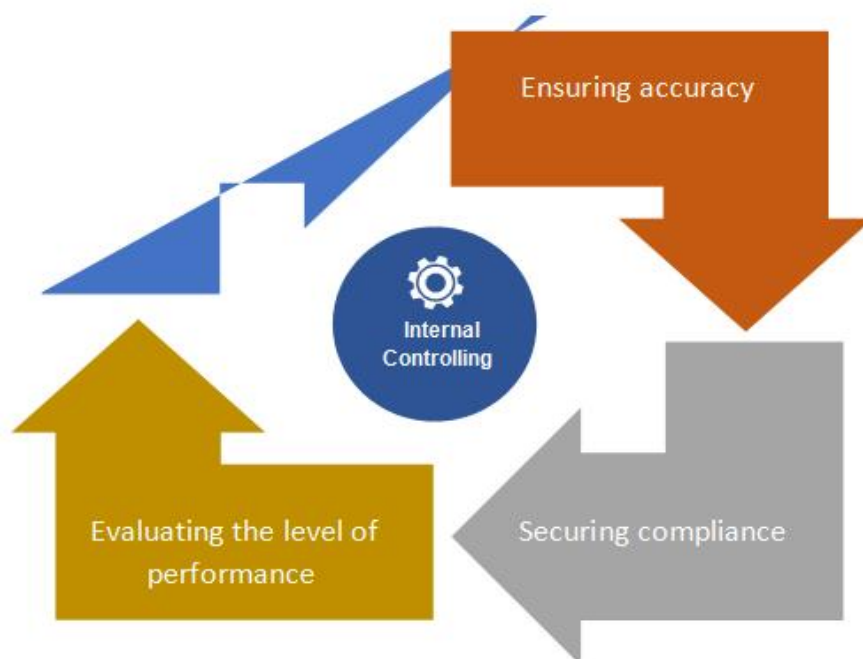 Ensuring accuracy
Internal
Controlling
Securing compliance
Evaluating the level of
performance